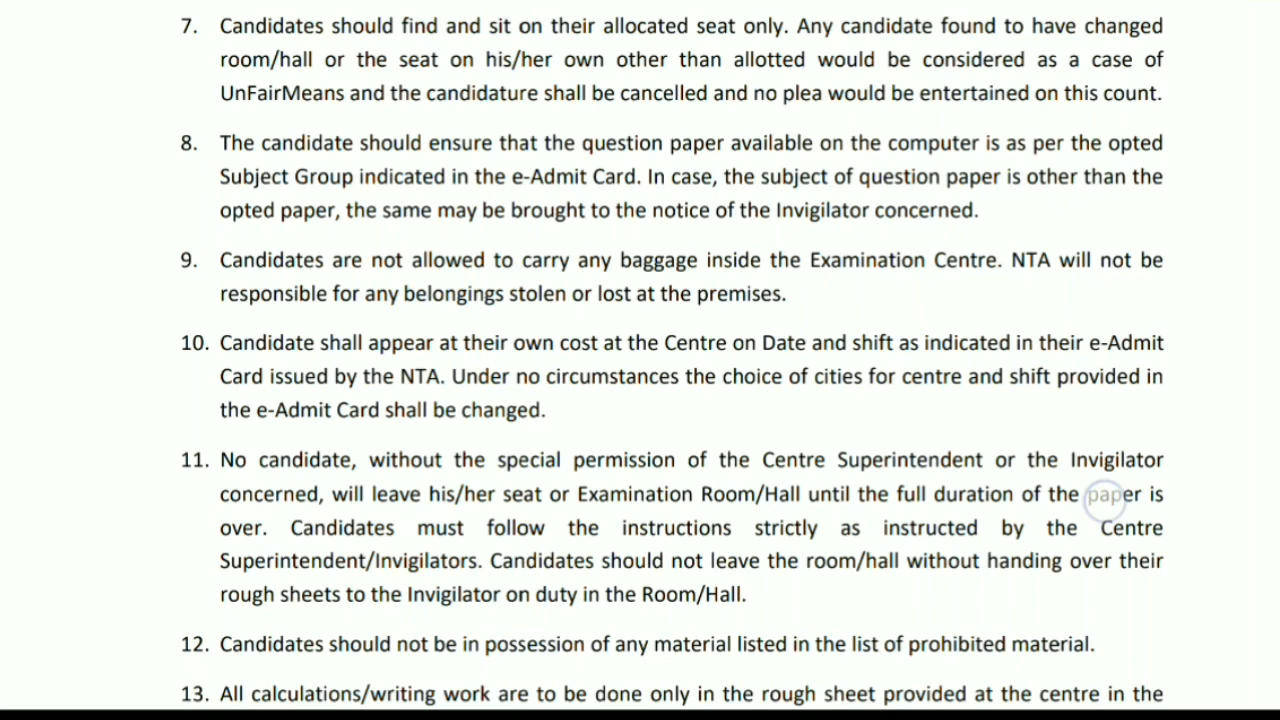 7. Candidates should find and sit on their allocated seat only. Any candidate found to have changed
room/hall or the seat on his/her own other than allotted would be considered as a case of
UnFairMeans and the candidature shall be cancelled and no plea would be entertained on this count.
8. The candidate should ensure that the question paper available on the computer is as per the opted
Subject Group indicated in the e-Admit Card. In case, the subject of question paper is other than the
opted paper, the same may be brought to the notice of the Invigilator concerned.
9. Candidates are not allowed to carry any baggage inside the Examination Centre. NTA will not be
responsible for any belongings stolen or lost at the premises.
10. Candidate shall appear at their own cost at the Centre on Date and shift as indicated in their e-Admit
Card issued by the NTA. Under no circumstances the choice of cities for centre and shift provided in
the e-Admit Card shall be changed.
11. No candidate, without the special permission of the Centre Superintendent or the Invigilator
concerned, will leave his/her seat or Examination Room/Hall until the full duration of the paper is
over. Candidates must follow the instructions strictly as instructed by the Centre
Superintendent/Invigilators. Candidates should not leave the room/hall without handing over their
rough sheets to the Invigilator on duty in the Room/Hall.
12. Candidates should not be in possession of any material listed in the list of prohibited material.
13. All calculations/writing work are to be done only in the rough sheet provided at the centre in the